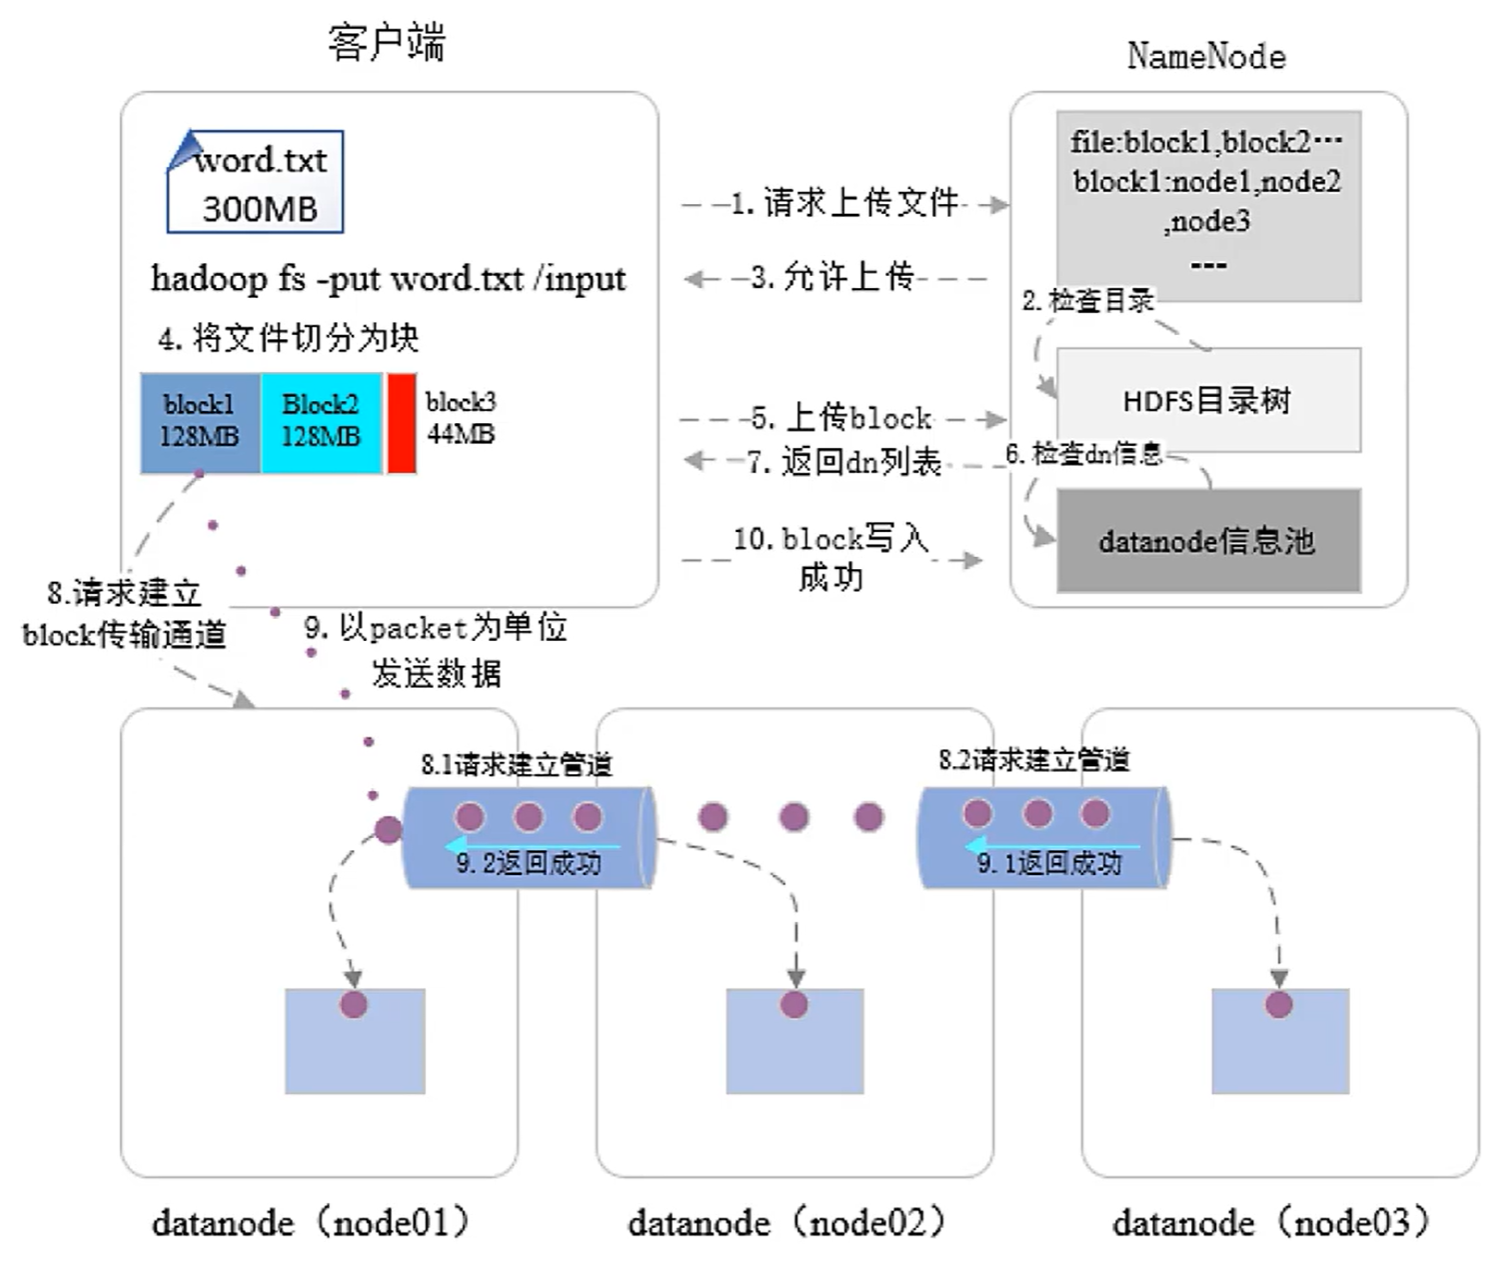 客户端
NameNode
word.txt
300MB
hadoop fs -put word.txt /input
4.将文件切分为块
block1
128MB
Block2
128MB
block3
44MB
1.请求上传文件
3.允许上传
5.上传block
7.返回dn列表
10.block写入
成功
file:block1,block2…
block1:node1,node2
,node3
---
2.检查目录
HDFS目录树
6.检查dn信息
datanode信息池
8.请求建立
block传输通道
9.以packet为单位
发送数据
8.1请求建立管道
9.2返回成功
8.2请求建立管道
9.1返回成功
datanode（node01）
datanode（node02）
datanode（node03）